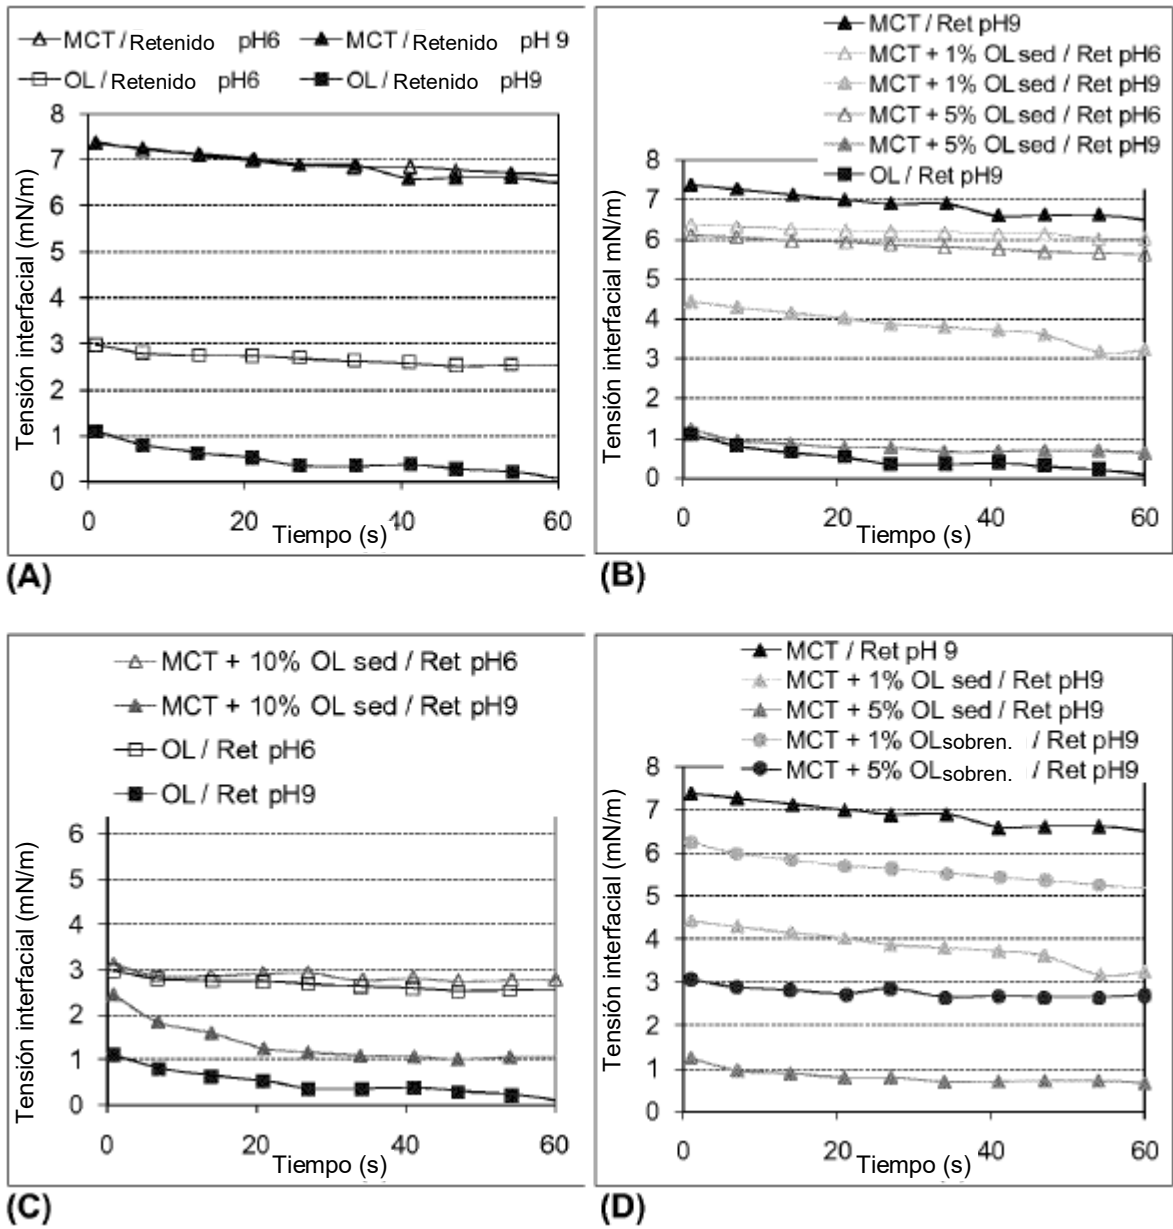 MCT / Retenido pH6
MCT / Retenido pH 9
OL / Retenido pH6
OL / Retenido pH9
Tensión interfacial (mN/m)
8
7
6
5
4
3
2
1
0
0 20 40 60
Tiempo (s)
(A)
MCT / Ret pH9
MCT + 1% OL sed / Ret pH6
MCT + 1% OL sed / Ret pH9
MCT + 5% OL sed / Ret pH6
MCT + 5% OL sed / Ret pH9
OL / Ret pH9
Tensión interfacial mN/m)
8
7
6
5
4
3
2
1
0
0 20 40 60
Tiempo (s)
(B)
MCT + 10% OL sed / Ret pH6
MCT + 10% OL sed / Ret pH9
OL / Ret pH6
OL / Ret pH9
Tensión interfacial (mN/m)
6
5
4
3
2
1
0
0 20 40 60
Tiempo (s)
(C)
MCT / Ret pH 9
MCT + 1% OL sed / Ret pH9
MCT + 5% OL sed / Ret pH9
MCT + 1% OL sobren. / Ret pH9
MCT + 5% OL sobren. / Ret pH9
Tensión interfacial (mN/m)
8
7
6
5
4
3
2
1
0
0 20 40 60
Tiempo (s)
(D)